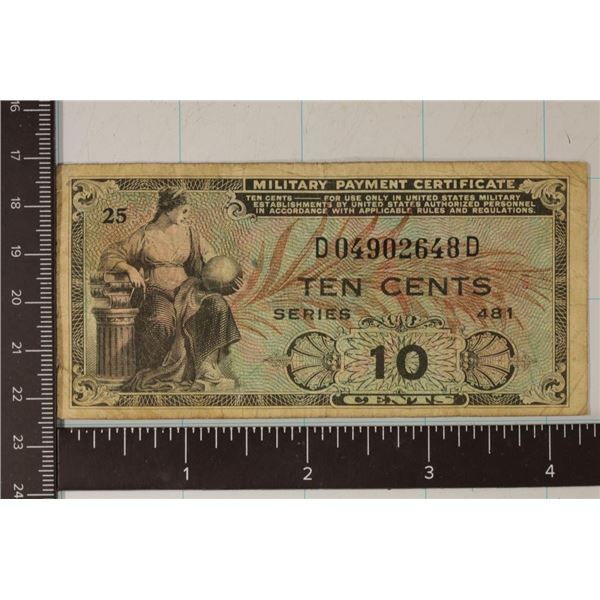 MILITARY PAYMENT CERTIFICATE
TEN CENTS — FOR USE ONLY IN UNITED STATES MILITARY
ESTABLISHMENTS BY UNITED STATES AUTHORIZED PERSONNEL
IN ACCORDANCE WITH APPLICABLE RULES AND REGULATIONS.
25
D04902648D
TEN CENTS
SERIES 481
10
CENTS
16
17
18
19
20
21
22
23
24
1 2 3 4